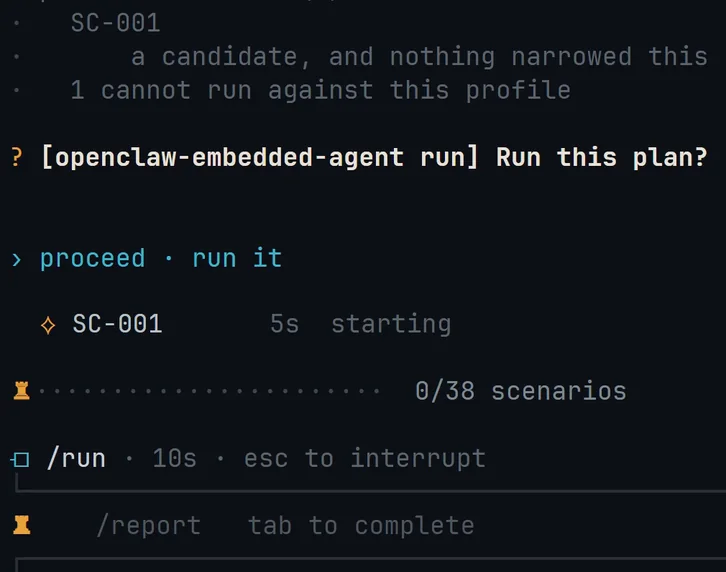 · SC-001
· a candidate, and nothing narrowed this
· 1 cannot run against this profile
? [openclaw-embedded-agent run] Run this plan?
› proceed · run it
SC-001 5s starting
0/38 scenarios
/run · 10s · esc to interrupt
/report tab to complete